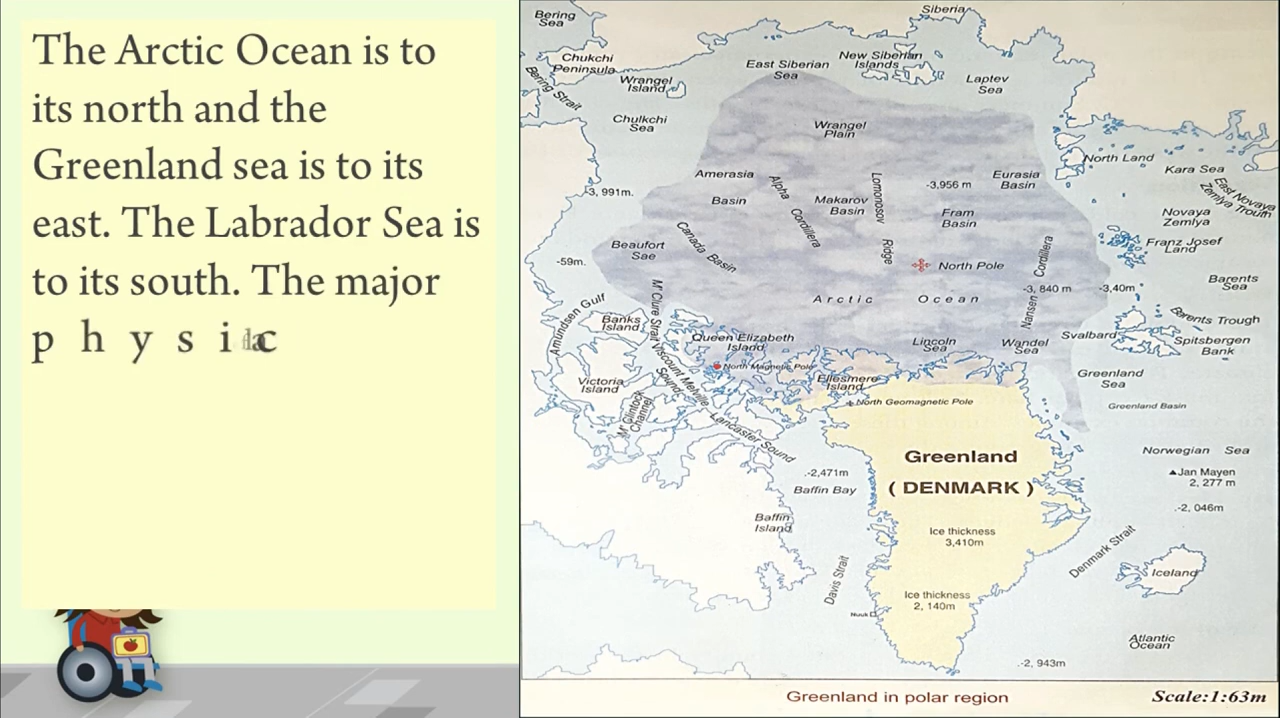 The Arctic Ocean is to
its north and the
Greenland sea is to its
east. The Labrador Sea is
to its south. The major
Siberia
Bering
Sea
Chukchi
Peninsula
East Siberian
Sea
New Siberian
Islands
Laptev
Sea
Wrangel
Island
Bering Strait
Chulkchi
Sea
Wrangel
Plain
North Land
Kara Sea
East Novaya
Zemlya Trouth
Amerasia
Basin
Alpha Cordillera
Makarov
Basin
Lomonosov Ridge
-3,956 m
Eurasia
Basin
-3, 991m.
Fram
Basin
Novaya
Zemlya
Franz Josef
Land
Beaufort
Sae
Canada Basin
-59m.
North Pole
Nansen Cordillera
-3, 840 m
-3,40m
Barents
Sea
Arctic Ocean
Amundsen Gulf
Banks
Island
Mᶜ Cure Strait
Viscount Melville
Sound
Queen Elizabeth
Island
Lincoln
Sea
Wandel
Sea
Svalbard
Barents Trough
Spitsbergen
Bank
North Magnetic Pole
Victoria
Island
Ellesmere
Island
North Geomagnetic Pole
Greenland
Sea
Greenland Basin
Mᶜ Clintock
Channel
Lancaster Sound
Greenland
( DENMARK )
Norwegian Sea
Jan Mayen
2, 277 m
.-2, 046m
.-2,471m
Baffin Bay
Baffin
Island
Ice thickness
3,410m
Denmark Strait
Iceland
Davis Strait
Ice thickness
2, 140m
Nuuk
Atlantic
Ocean
.-2, 943m
Greenland in polar region
Scale:1:63m